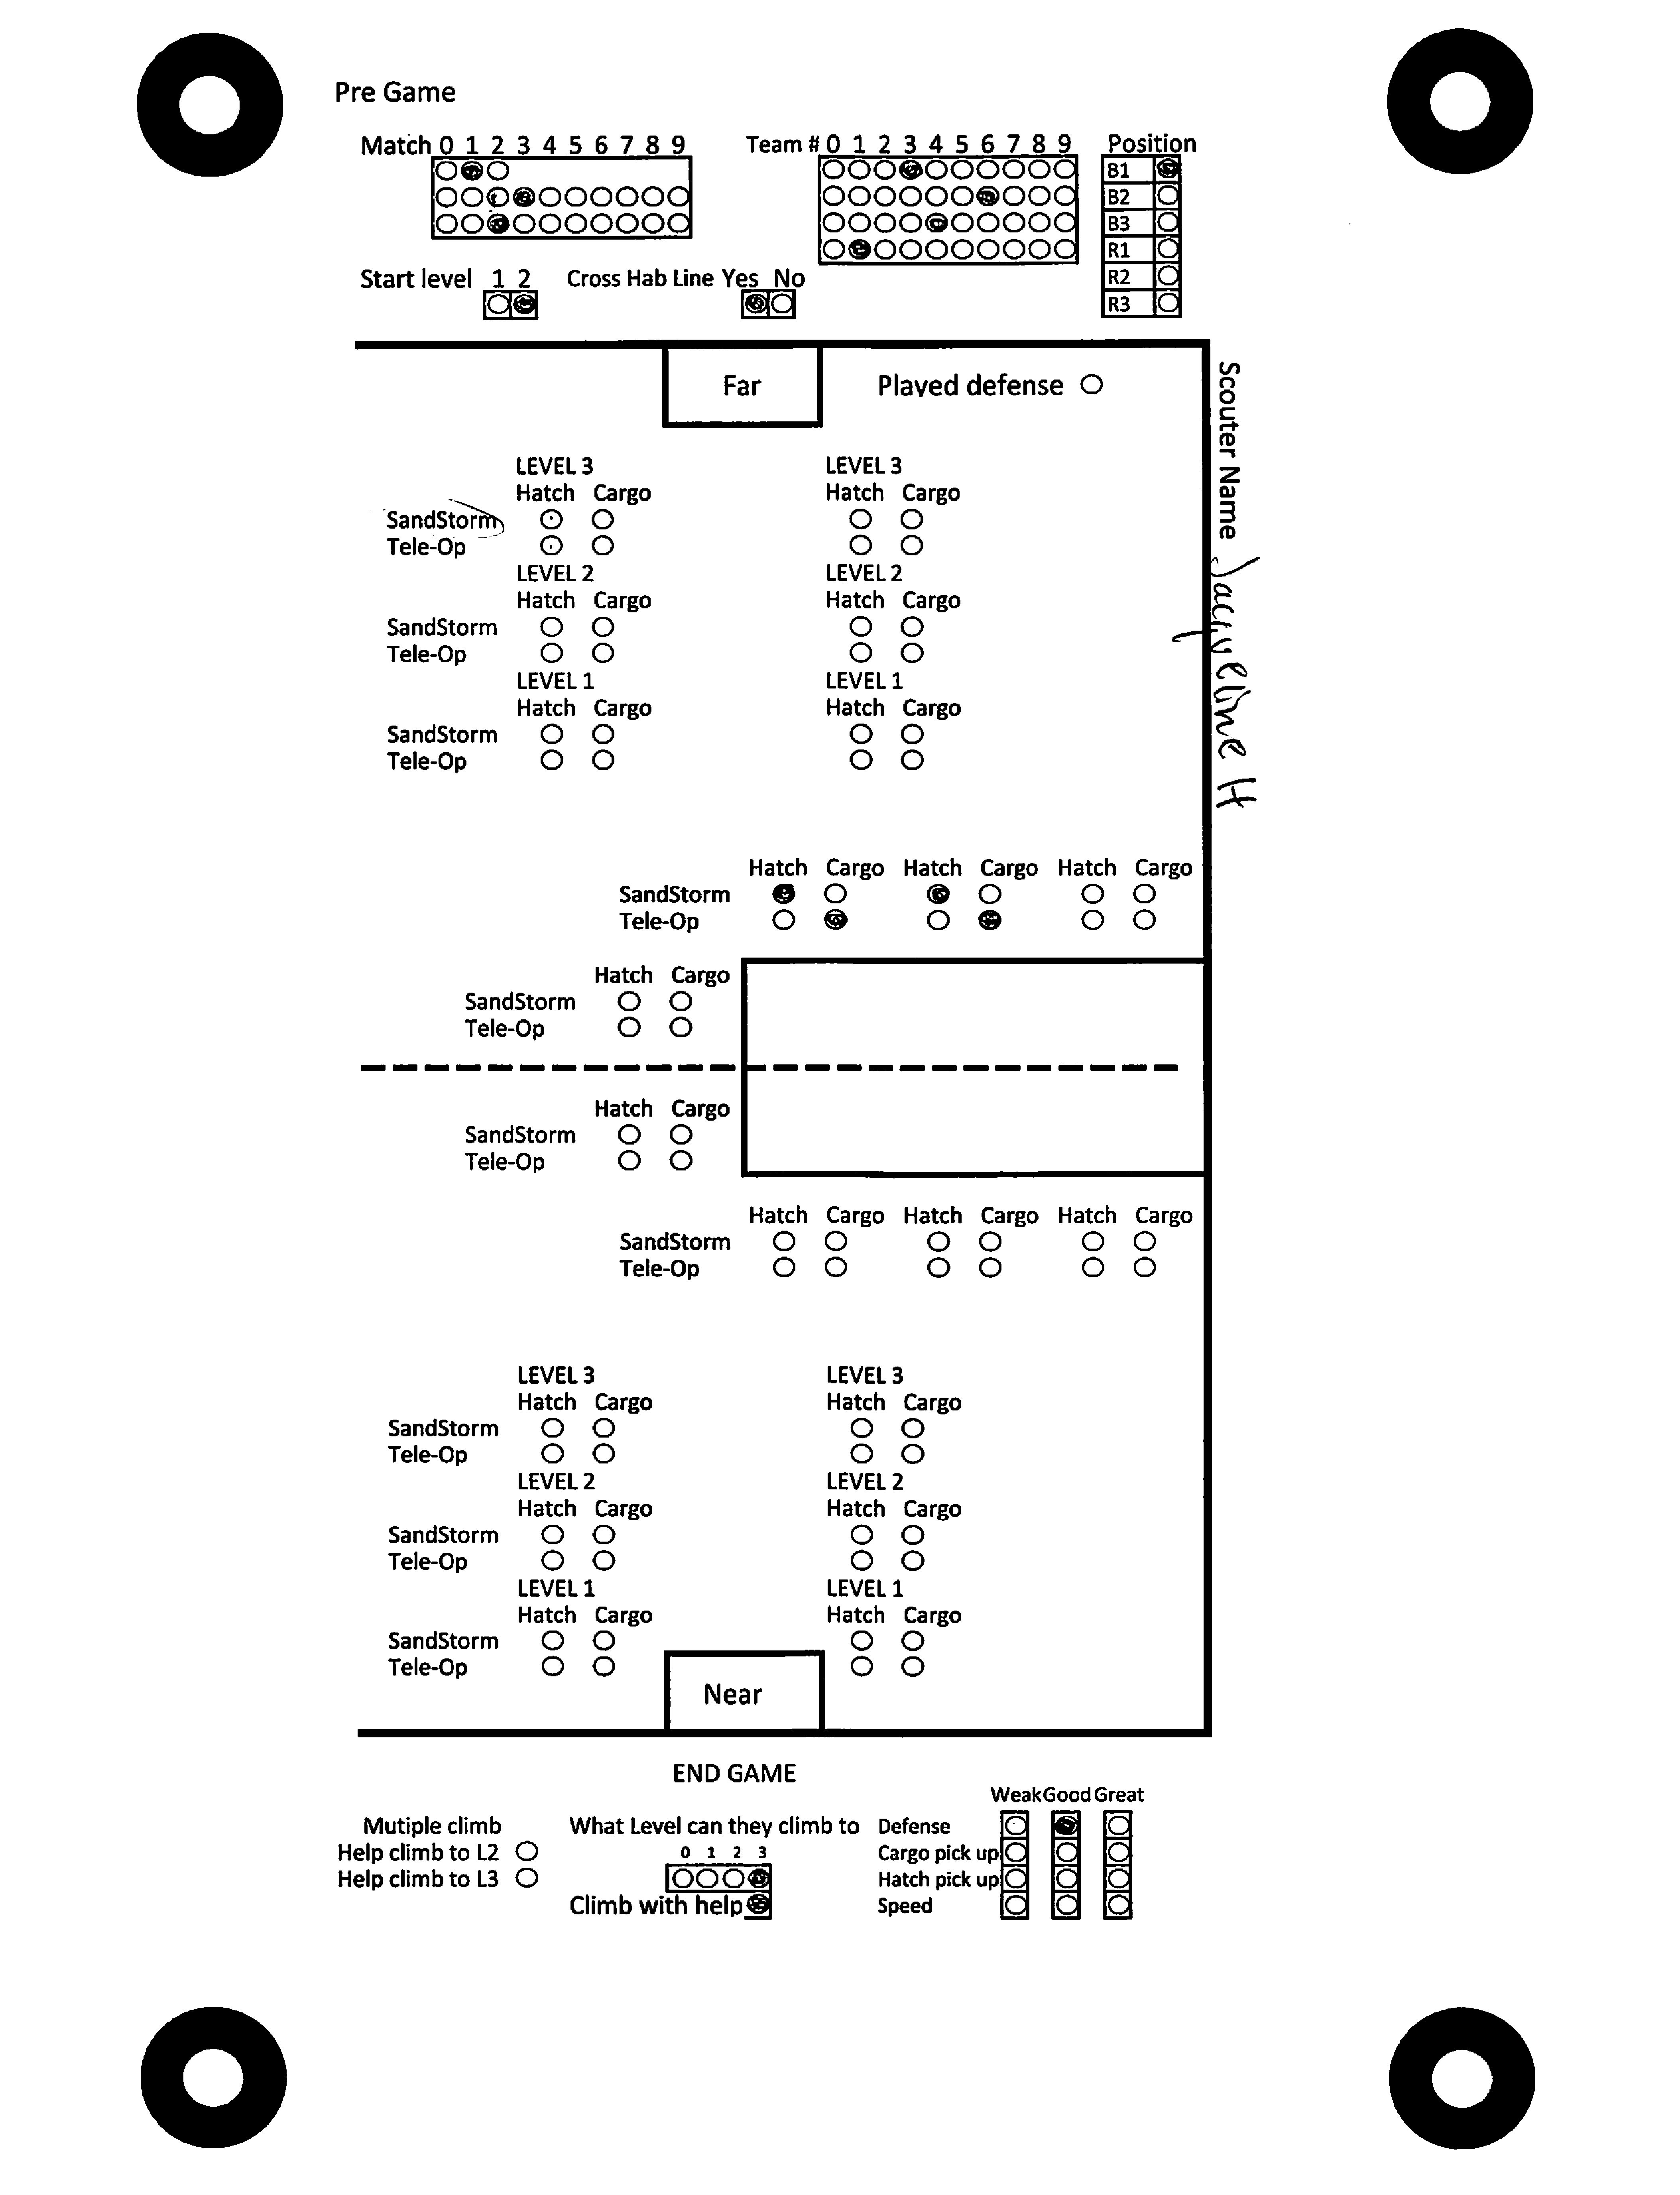 Pre Game
Match 0 1 2 3 4 5 6 7 8 9
Team # 0 1 2 3 4 5 6 7 8 9
Position
B1
B2
B3
R1
R2
R3
Start level 1 2
Cross Hab Line Yes No
Far
Played defense
Scouter Name Jacqueline H
LEVEL 3 LEVEL 3
Hatch Cargo Hatch Cargo
SandStorm
Tele-Op
LEVEL 2 LEVEL 2
Hatch Cargo Hatch Cargo
SandStorm
Tele-Op
LEVEL 1 LEVEL 1
Hatch Cargo Hatch Cargo
SandStorm
Tele-Op
Hatch Cargo Hatch Cargo Hatch Cargo
SandStorm
Tele-Op
Hatch Cargo
SandStorm
Tele-Op
Hatch Cargo
SandStorm
Tele-Op
Hatch Cargo Hatch Cargo Hatch Cargo
SandStorm
Tele-Op
LEVEL 3 LEVEL 3
Hatch Cargo Hatch Cargo
SandStorm
Tele-Op
LEVEL 2 LEVEL 2
Hatch Cargo Hatch Cargo
SandStorm
Tele-Op
LEVEL 1 LEVEL 1
Hatch Cargo Hatch Cargo
SandStorm
Tele-Op
Near
END GAME
Mutiple climb
Help climb to L2
Help climb to L3
What Level can they climb to
0 1 2 3
Climb with help
Weak Good Great
Defense
Cargo pick up
Hatch pick up
Speed